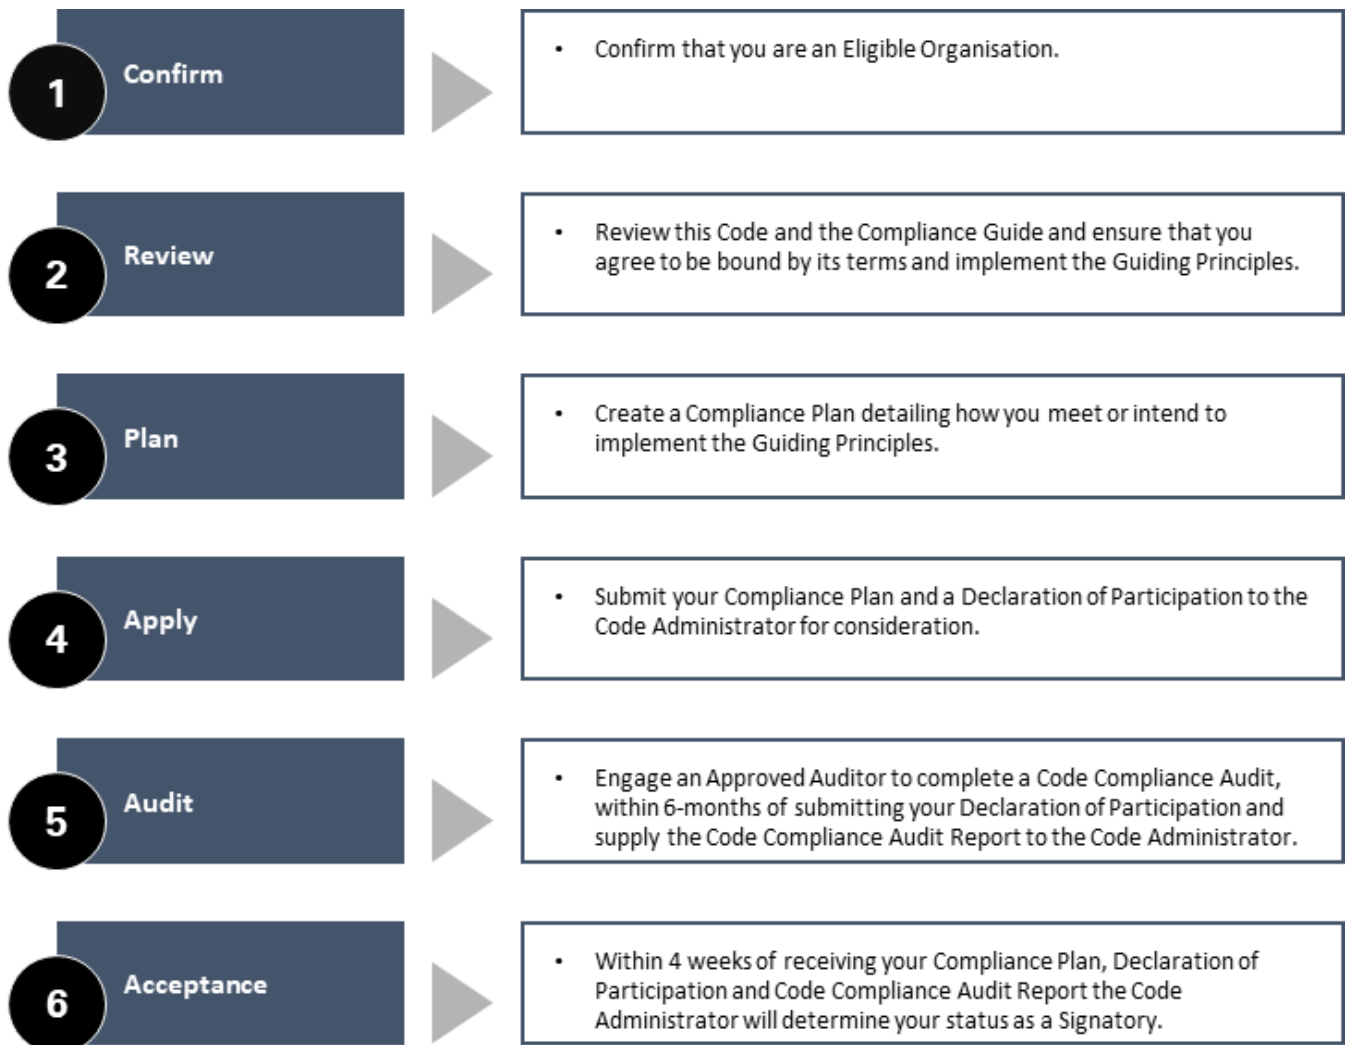 1
Confirm
• Confirm that you are an Eligible Organisation.
2
Review
• Review this Code and the Compliance Guide and ensure that you
agree to be bound by its terms and implement the Guiding Principles.
3
Plan
• Create a Compliance Plan detailing how you meet or intend to
implement the Guiding Principles.
4
Apply
• Submit your Compliance Plan and a Declaration of Participation to the
Code Administrator for consideration.
5
Audit
• Engage an Approved Auditor to complete a Code Compliance Audit,
within 6-months of submitting your Declaration of Participation and
supply the Code Compliance Audit Report to the Code Administrator.
6
Acceptance
• Within 4 weeks of receiving your Compliance Plan, Declaration of
Participation and Code Compliance Audit Report the Code
Administrator will determine your status as a Signatory.